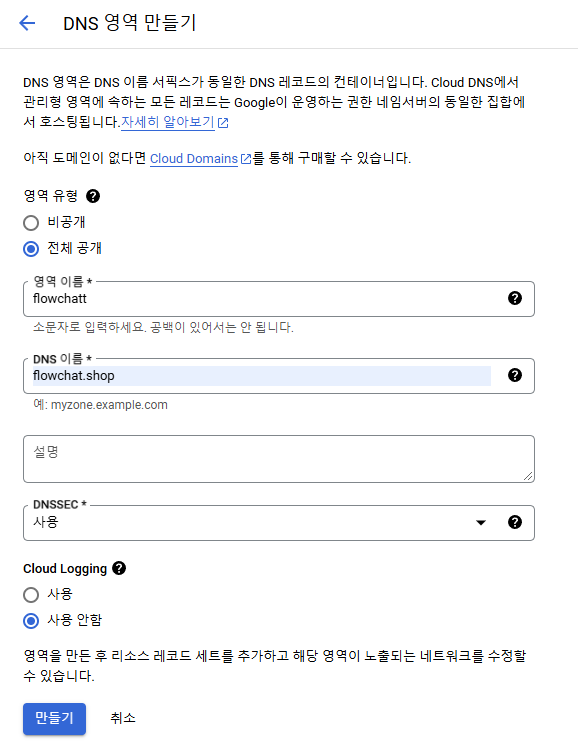 DNS 영역 만들기
DNS 영역은 DNS 이름 서픽스가 동일한 DNS 레코드의 컨테이너입니다. Cloud DNS에서
관리형 영역에 속하는 모든 레코드는 Google이 운영하는 권한 네임서버의 동일한 집합에
서 호스팅됩니다.자세히 알아보기
아직 도메인이 없다면 Cloud Domains를 통해 구매할 수 있습니다.
영역 유형
비공개
전체 공개
영역 이름 *
flowchatt
소문자로 입력하세요. 공백이 있어서는 안 됩니다.
DNS 이름 *
flowchat.shop
예: myzone.example.com
설명
DNSSEC *
사용
Cloud Logging
사용
사용 안함
영역을 만든 후 리소스 레코드 세트를 추가하고 해당 영역이 노출되는 네트워크를 수정할
수 있습니다.
만들기 취소